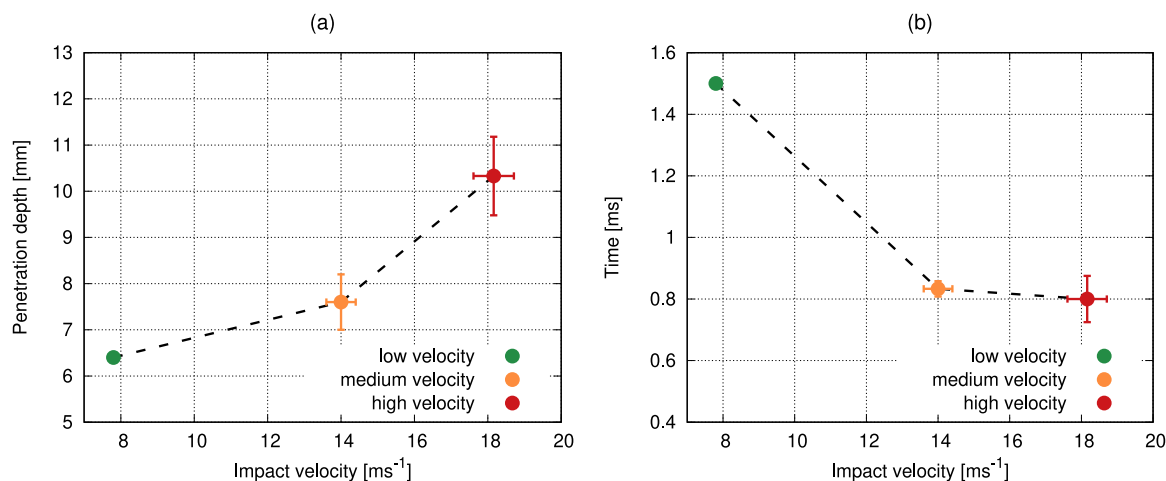 (a)
13
12
11
10
9
8
7
6
5
Penetration depth [mm]
low velocity
medium velocity
high velocity
8 10 12 14 16 18 20
Impact velocity [ms⁻¹]
(b)
1.6
1.4
1.2
1
0.8
0.6
0.4
Time [ms]
low velocity
medium velocity
high velocity
8 10 12 14 16 18 20
Impact velocity [ms⁻¹]